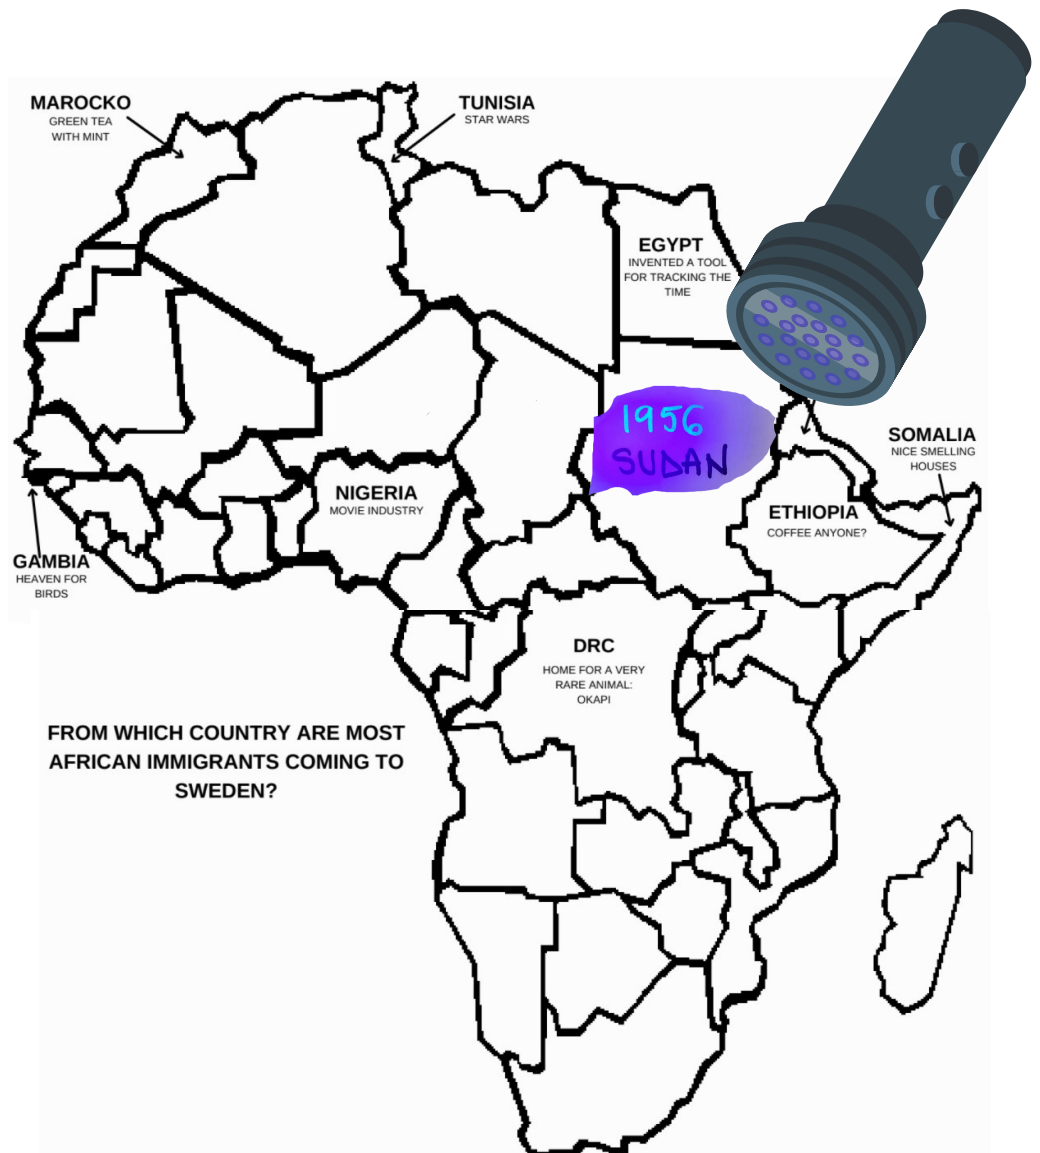 MAROCKO
GREEN TEA
WITH MINT
TUNISIA
STAR WARS
EGYPT
INVENTED A TOOL
FOR TRACKING THE
TIME
1956
SUDAN
SOMALIA
NICE SMELLING
HOUSES
NIGERIA
MOVIE INDUSTRY
ETHIOPIA
COFFEE ANYONE?
GAMBIA
HEAVEN FOR
BIRDS
DRC
HOME FOR A VERY
RARE ANIMAL:
OKAPI
FROM WHICH COUNTRY ARE MOST
AFRICAN IMMIGRANTS COMING TO
SWEDEN?